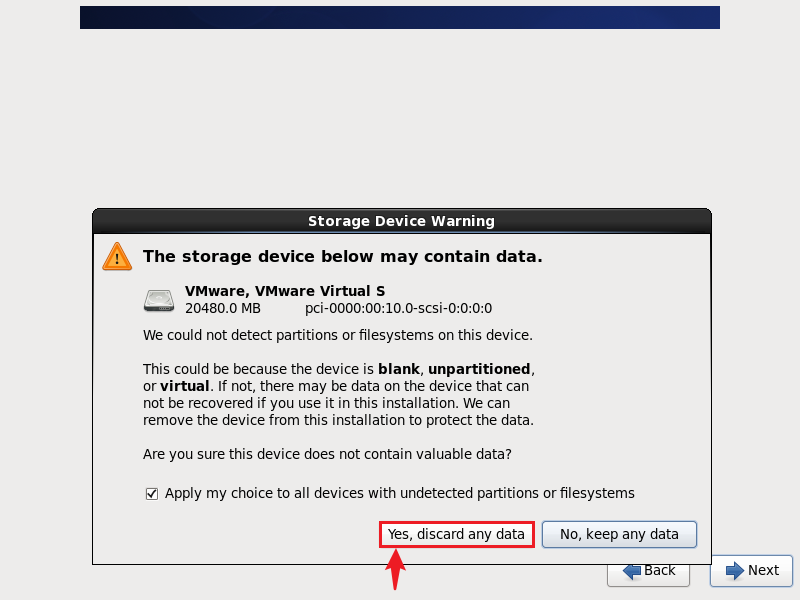 Storage Device Warning
The storage device below may contain data.
VMware, VMware Virtual S
20480.0 MB pci-0000:00:10.0-scsi-0:0:0:0
We could not detect partitions or filesystems on this device.
This could be because the device is blank, unpartitioned,
or virtual. If not, there may be data on the device that can
not be recovered if you use it in this installation. We can
remove the device from this installation to protect the data.
Are you sure this device does not contain valuable data?
Apply my choice to all devices with undetected partitions or filesystems
Yes, discard any data No, keep any data
Back Next